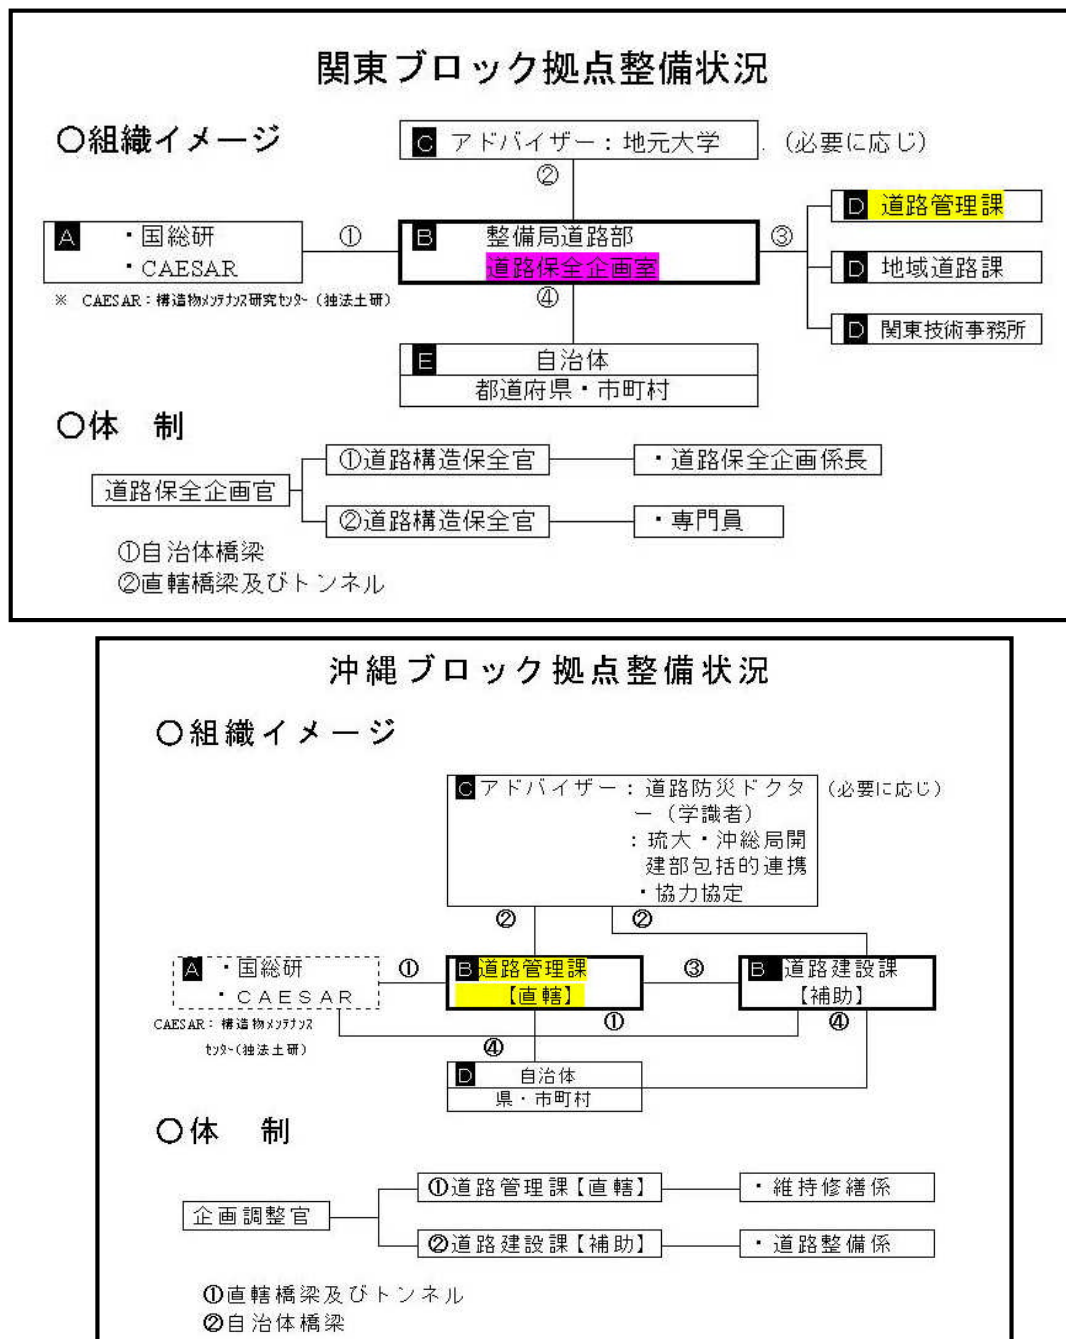 関東ブロック拠点整備状況
〇組織イメージ
C アドバイザー：地元大学 (必要に応じ)
②
A ・国総研
・CAESAR
①
B 整備局道路部
道路保全企画室
③
D 道路管理課
D 地域道路課
D 関東技術事務所
※ CAESAR：構造物メンテナンス研究センター（独法土研）
④
E 自治体
都道府県・市町村
〇体 制
道路保全企画官
①道路構造保全官
・道路保全企画係長
②道路構造保全官
・専門員
①自治体橋梁
②直轄橋梁及びトンネル
沖縄ブロック拠点整備状況
〇組織イメージ
C アドバイザー：道路防災ドクタ (必要に応じ)
ー（学識者）
：琉大・沖総局開
建部包括的連携
・協力協定
② ②
A ・国総研
・CAESAR
①
B 道路管理課
【直轄】
③
B 道路建設課
【補助】
CAESAR：構造物メンテナンス
センター(独法土研)
① ④
④
D 自治体
県・市町村
〇体 制
企画調整官
①道路管理課【直轄】
・維持修繕係
②道路建設課【補助】
・道路整備係
①直轄橋梁及びトンネル
②自治体橋梁